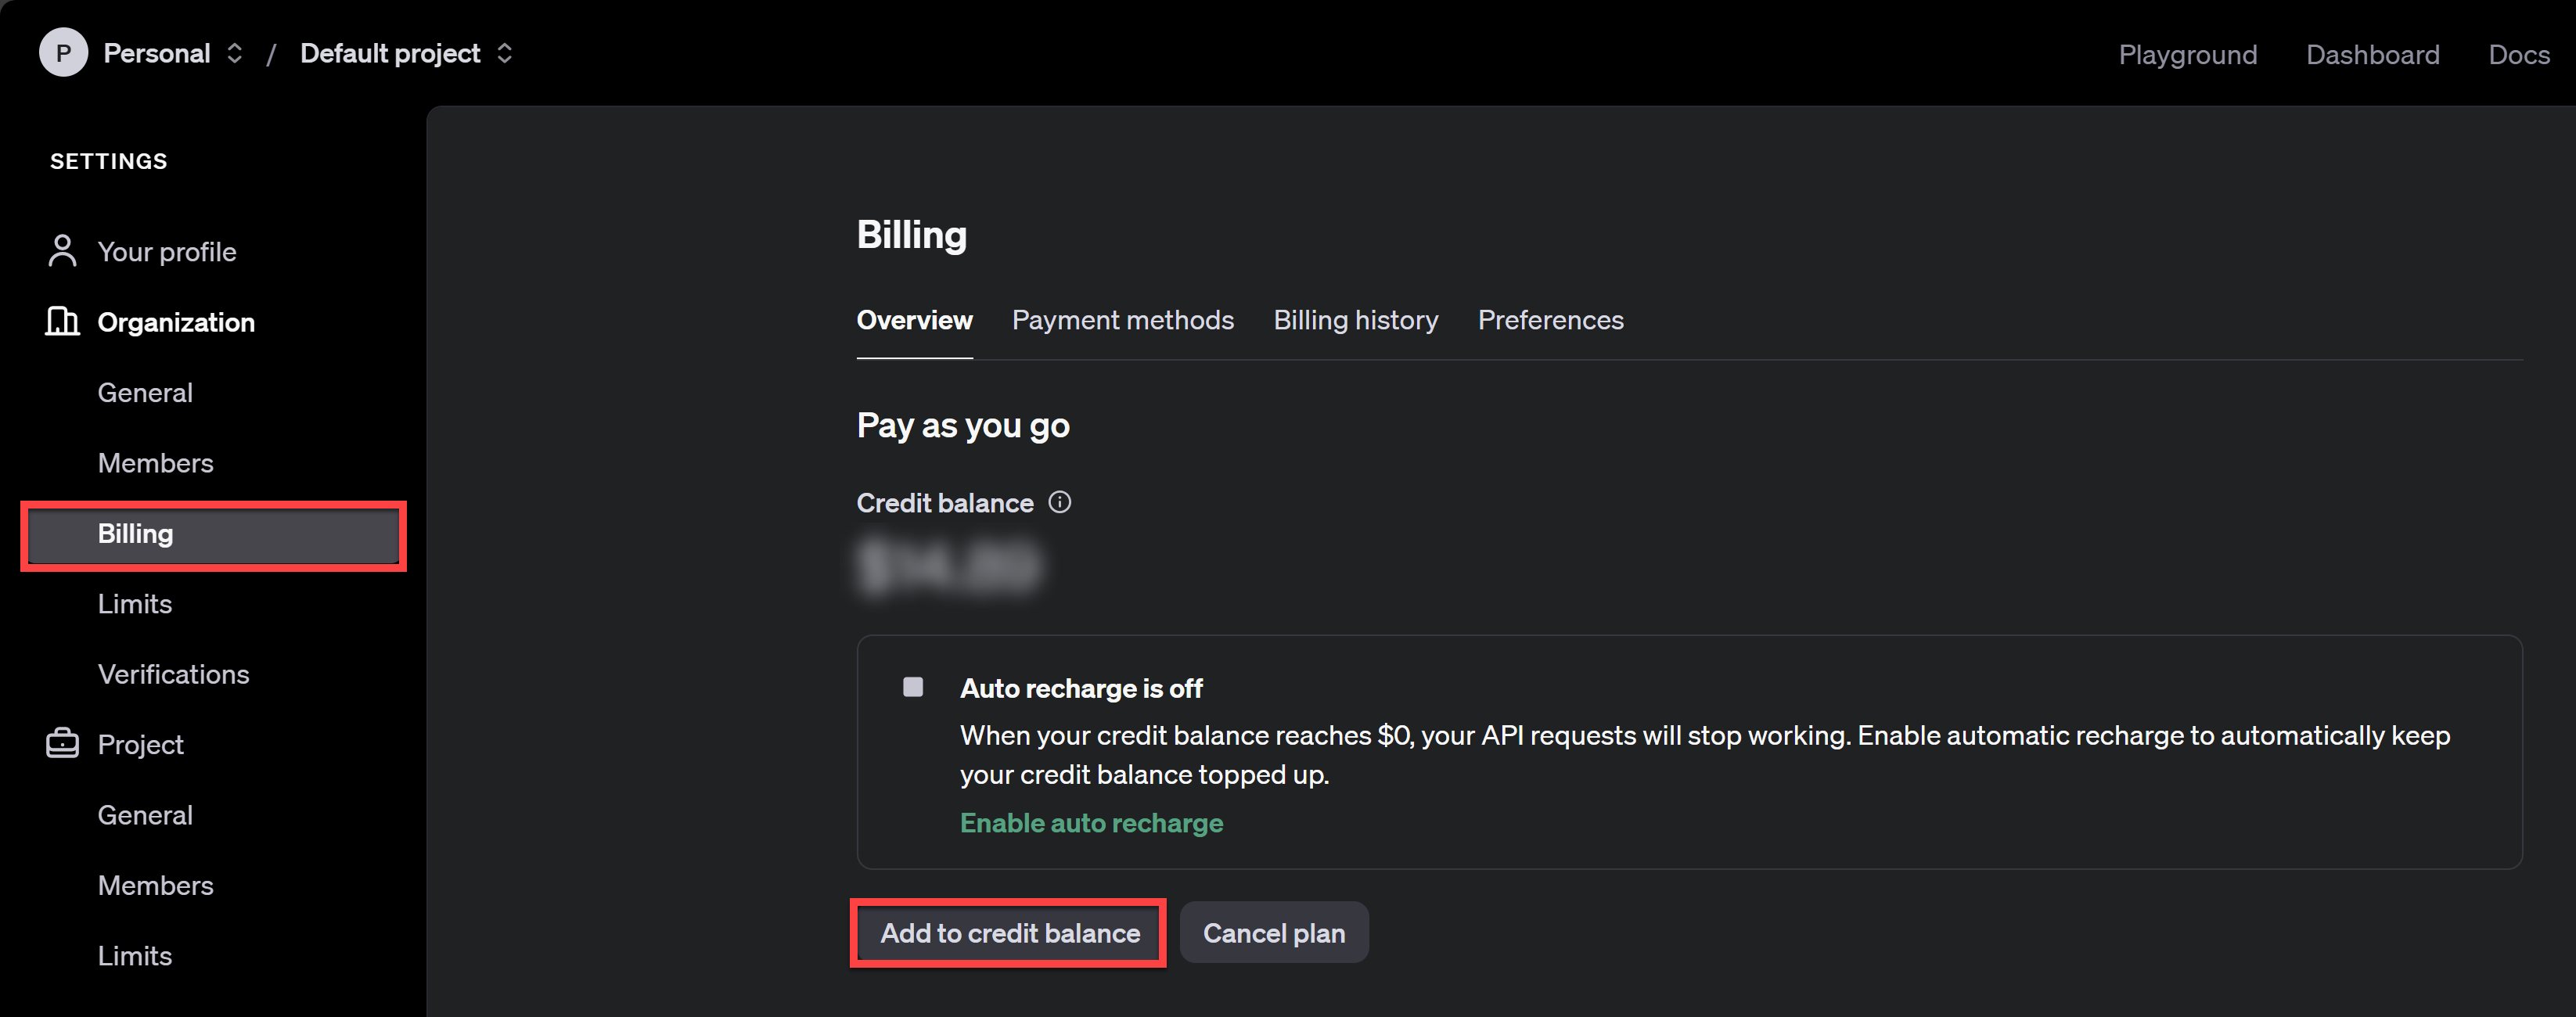 P Personal / Default project
Playground Dashboard Docs
SETTINGS
Your profile
Organization
General
Members
Billing
Limits
Verifications
Project
General
Members
Limits
Billing
Overview Payment methods Billing history Preferences
Pay as you go
Credit balance
Auto recharge is off
When your credit balance reaches $0, your API requests will stop working. Enable automatic recharge to automatically keep
your credit balance topped up.
Enable auto recharge
Add to credit balance Cancel plan